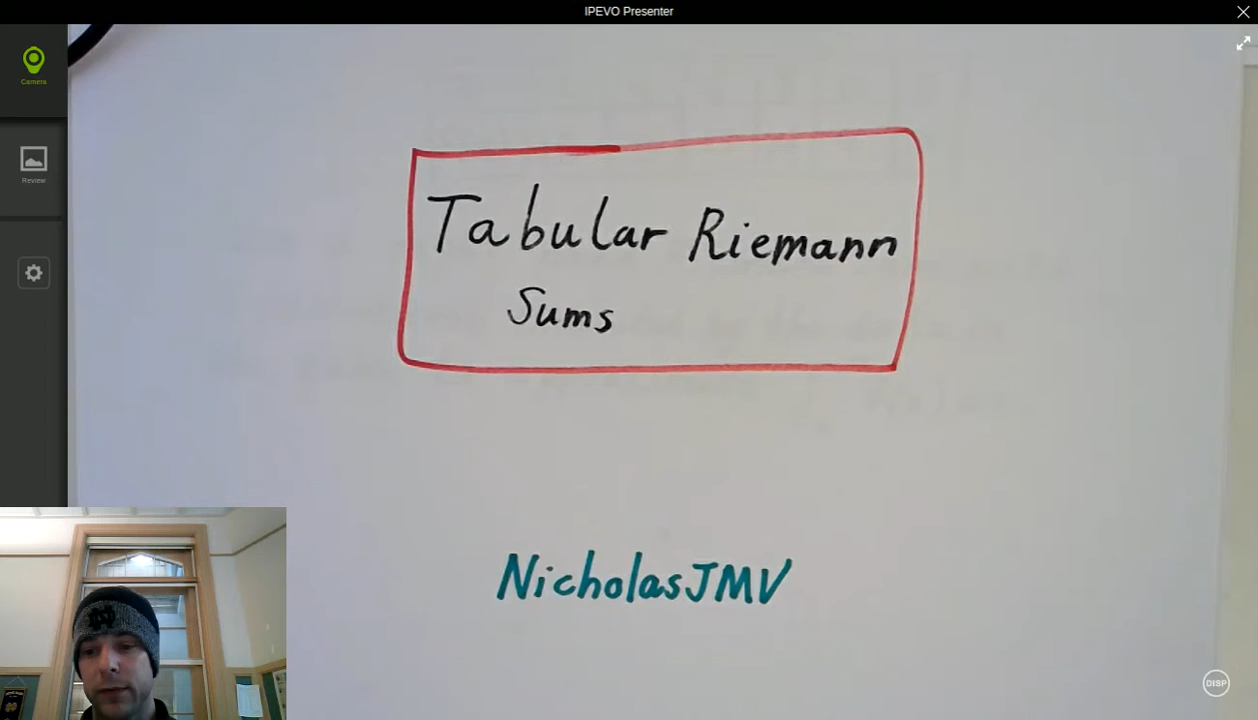 IPEVO Presenter
Camera
Review
Tabular Riemann
Sums
NicholasJMV
DISP